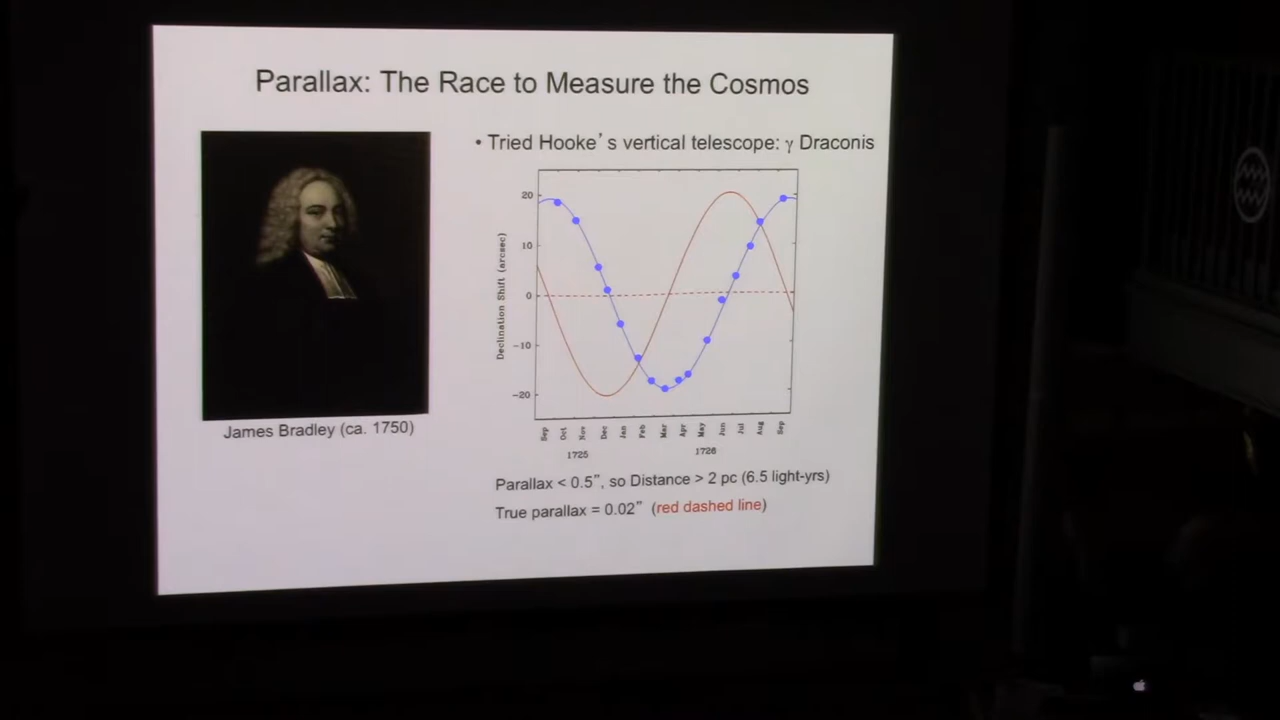 Parallax: The Race to Measure the Cosmos
• Tried Hooke’s vertical telescope: γ Draconis
20
10
0
-10
-20
Declination Shift (arcsec)
Sep Oct Nov Dec Jan Feb Mar Apr May Jun Jul Aug Sep
1725 1726
James Bradley (ca. 1750)
Parallax < 0.5”, so Distance > 2 pc (6.5 light-yrs)
True parallax = 0.02” (red dashed line)